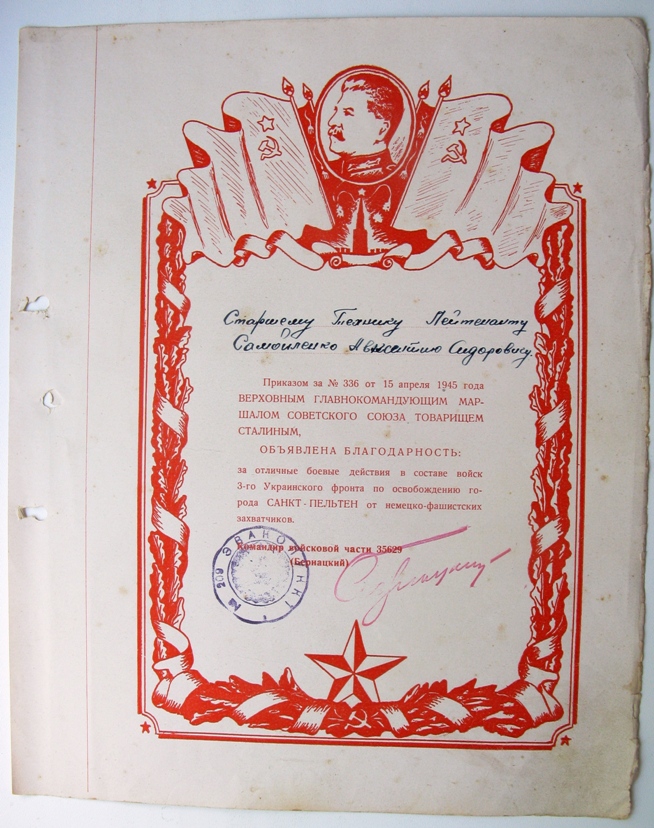 Старшему Технику Лейтенанту
Самойленко Авксентию Сидоровичу.
Приказом за № 336 от 15 апреля 1945 года
ВЕРХОВНЫМ ГЛАВНОКОМАНДУЮЩИМ МАР-
ШАЛОМ СОВЕТСКОГО СОЮЗА ТОВАРИЩЕМ
СТАЛИНЫМ,
ОБЪЯВЛЕНА БЛАГОДАРНОСТЬ:
за отличные боевые действия в составе войск
3-го Украинского фронта по освобождению го-
рода САНКТ-ПЕЛЬТЕН от немецко-фашистских
захватчиков.
Командир войсковой части 35629
(Бернацкий)
№ 209